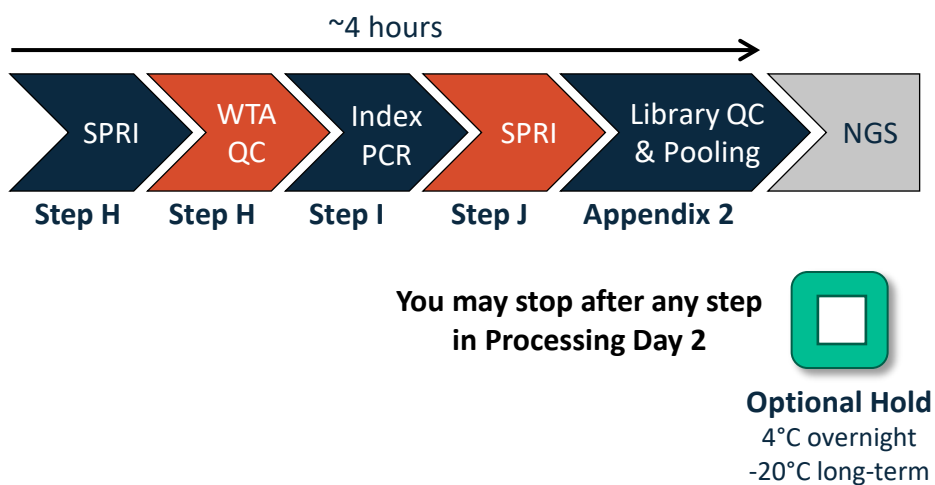 ~4 hours
SPRI
WTA
QC
Index
PCR
SPRI
Library QC
& Pooling
NGS
Step H
Step H
Step I
Step J
Appendix 2
You may stop after any step
in Processing Day 2
Optional Hold
4°C overnight
-20°C long-term